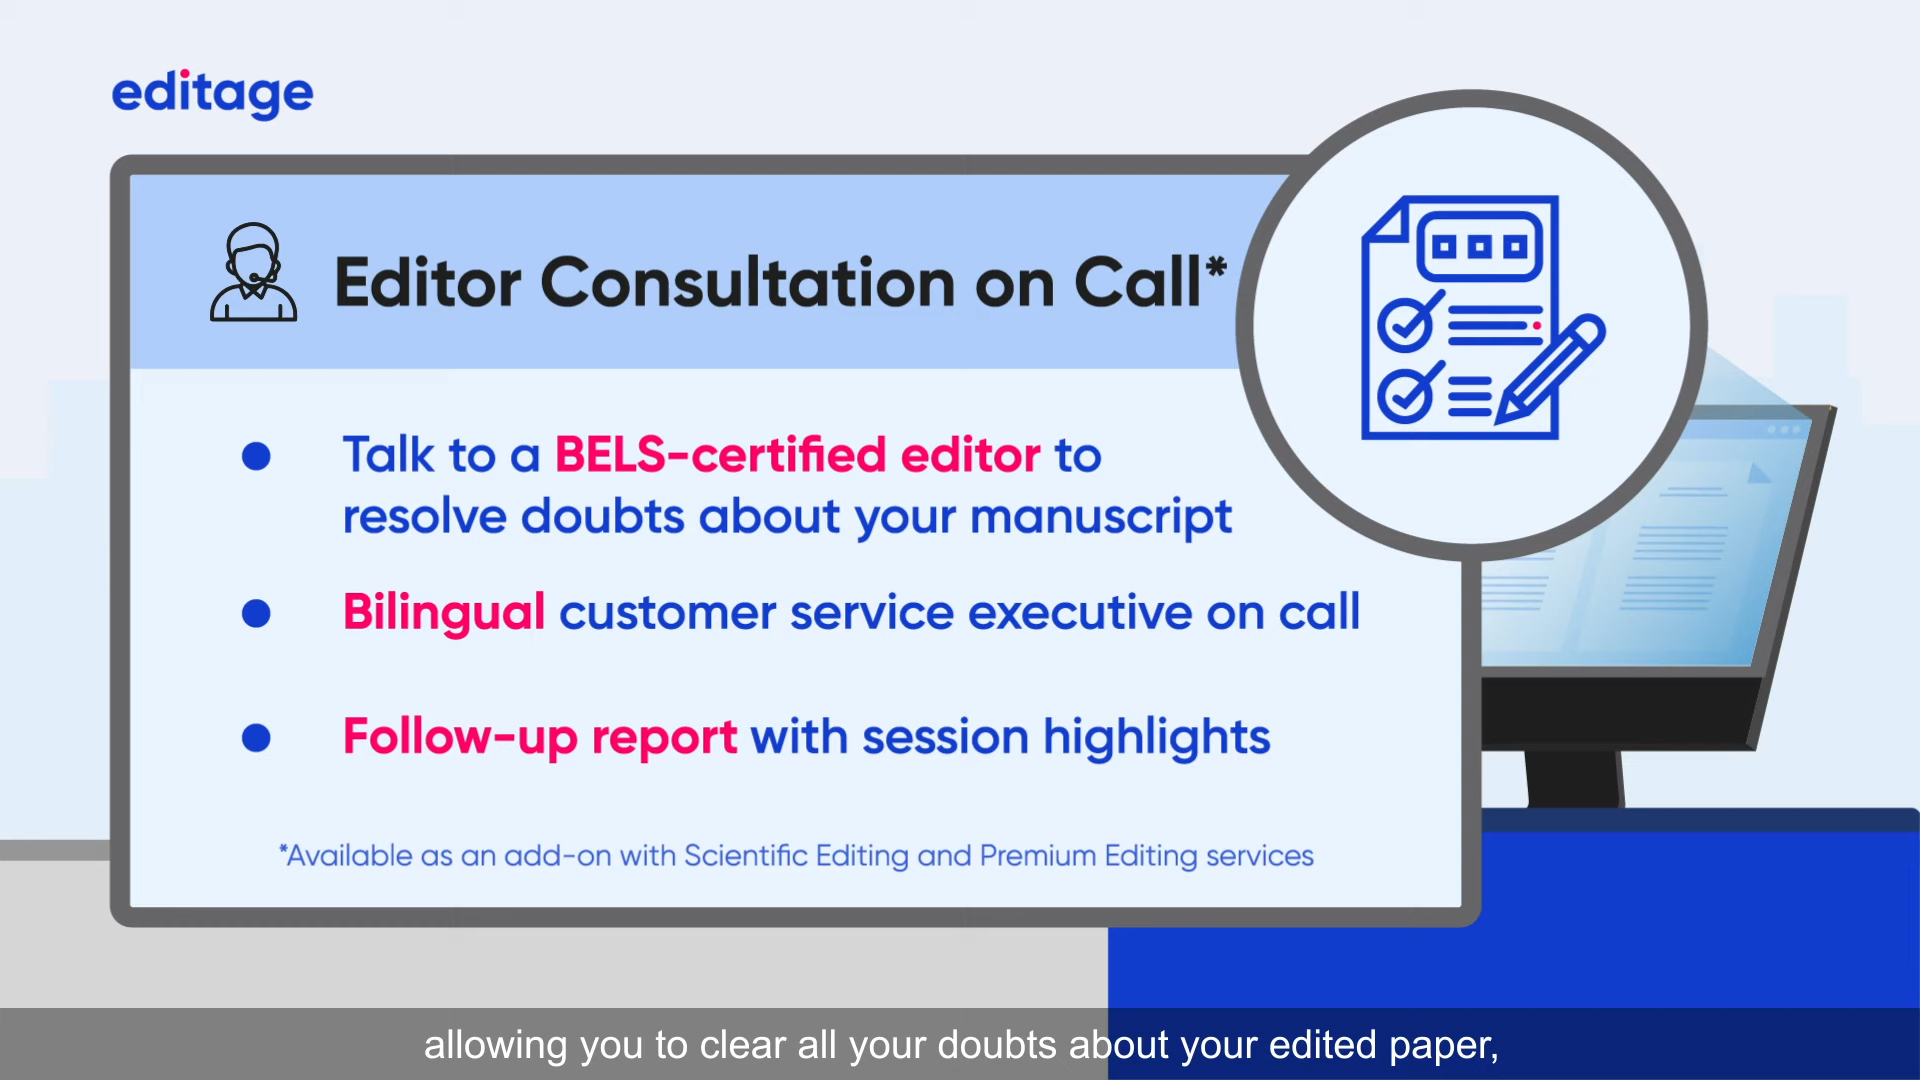 editage
Editor Consultation on Call*
Talk to a BELS-certified editor to
resolve doubts about your manuscript
Bilingual customer service executive on call
Follow-up report with session highlights
*Available as an add-on with Scientific Editing and Premium Editing services
allowing you to clear all your doubts about your edited paper,